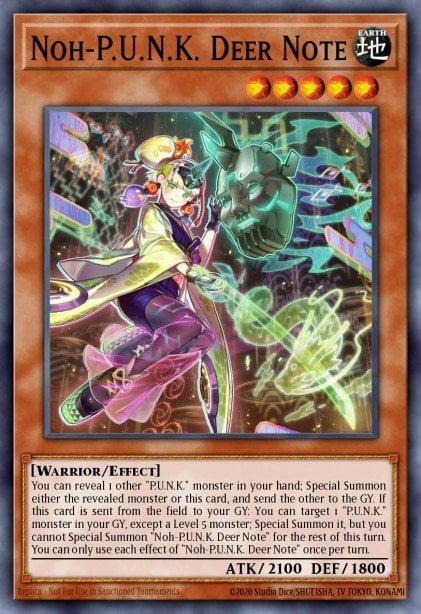 Noh-P.U.N.K. Deer Note
EARTH
地
[Warrior/Effect]
You can reveal 1 other "P.U.N.K." monster in your hand; Special Summon
either the revealed monster or this card, and send the other to the GY. If
this card is sent from the field to your GY: You can target 1 "P.U.N.K."
monster in your GY, except a Level 5 monster; Special Summon it, but you
cannot Special Summon "Noh-P.U.N.K. Deer Note" for the rest of this turn.
You can only use each effect of "Noh-P.U.N.K. Deer Note" once per turn.
ATK/2100 DEF/1800
Replica - Not For Use in Sanctioned Tournaments
©2020 Studio Dice/SHUEISHA, TV TOKYO, KONAMI